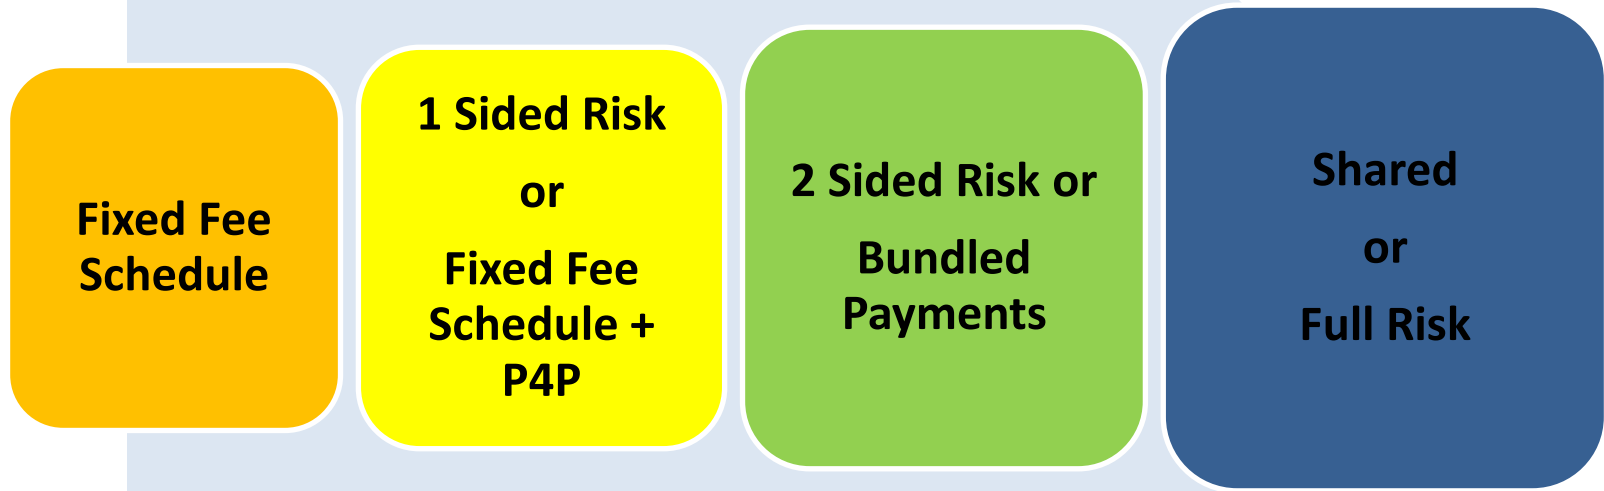 Fixed Fee
Schedule
1 Sided Risk
or
Fixed Fee
Schedule +
P4P
2 Sided Risk or
Bundled
Payments
Shared
or
Full Risk